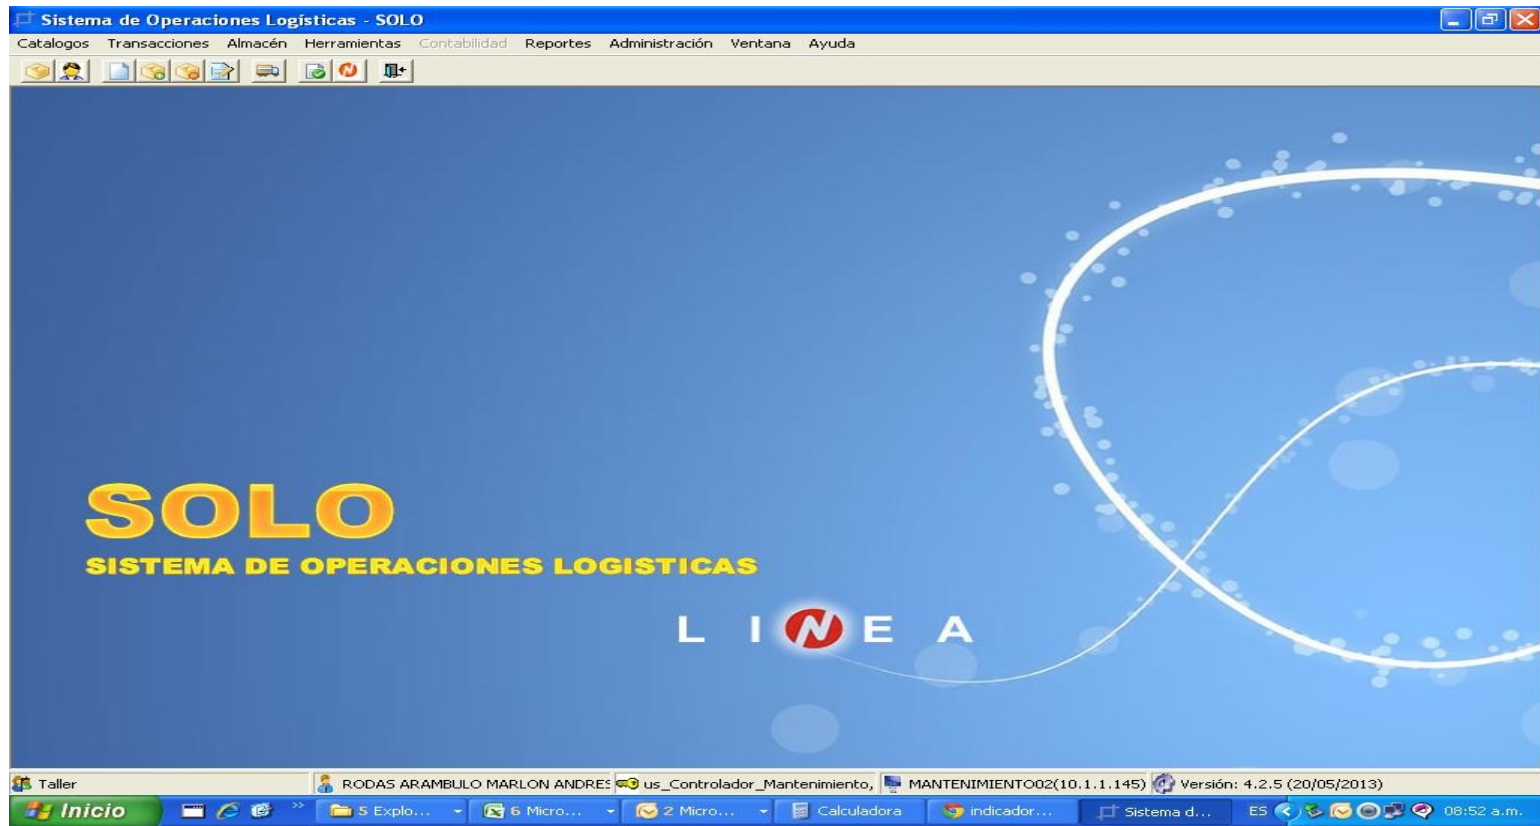 Sistema de Operaciones Logísticas - SOLO
Catalogos Transacciones Almacén Herramientas Contabilidad Reportes Administración Ventana Ayuda
SOLO
SISTEMA DE OPERACIONES LOGISTICAS
LINEA
Taller RODAS ARAMBULO MARLON ANDRES us_Controlador_Mantenimiento, MANTENIMIENTO02(10.1.1.145) Versión: 4.2.5 (20/05/2013)
Inicio 5 Explo... 6 Micro... 2 Micro... Calculadora indicador... Sistema d... ES 08:52 a.m.